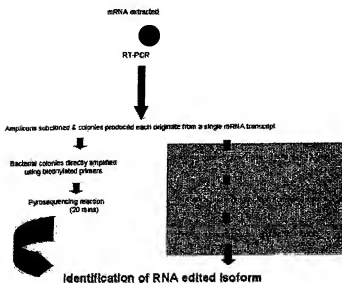 mRNA extracted
RT-PCR
Amplicons subcloned & colonies produced each originate from a single mRNA transcript
Bacterial colonies directly amplified
using biotinylated primers
Pyrosequencing reaction
(20 mins)
Identification of RNA edited isoform